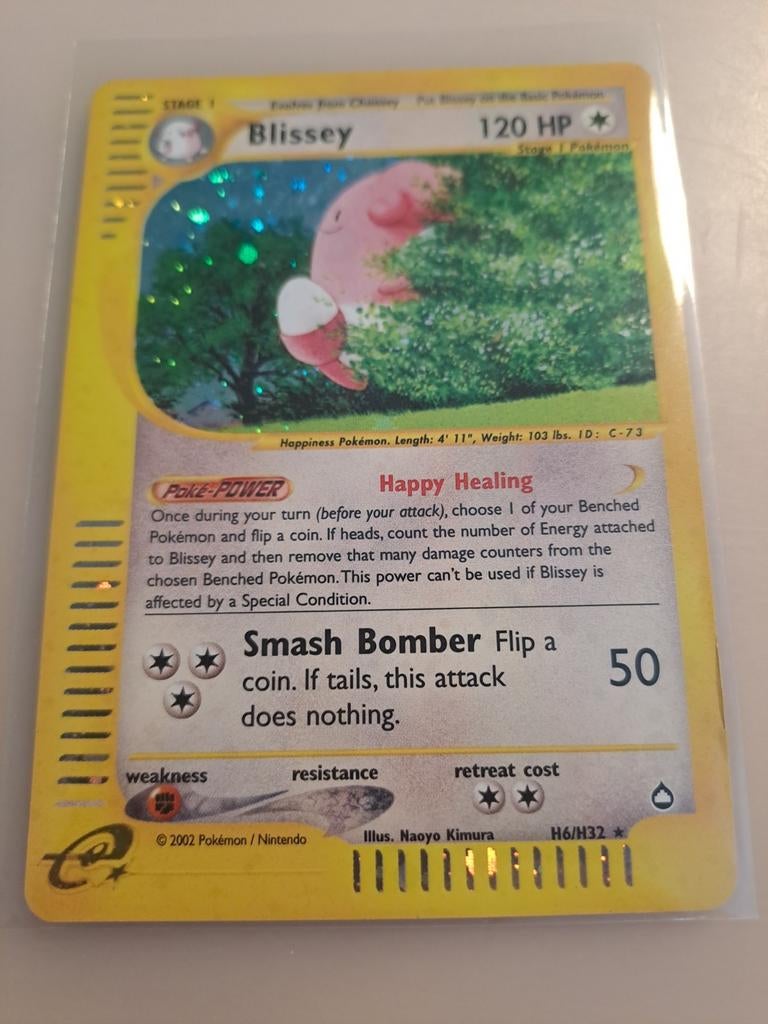 STAGE 1 Evolves from Chansey Put Blissey on the Basic Pokémon
Blissey 120 HP
Stage 1 Pokémon
Happiness Pokémon. Length: 4' 11", Weight: 103 lbs. ID: C-73
Poké-POWER Happy Healing
Once during your turn (before your attack), choose 1 of your Benched
Pokémon and flip a coin. If heads, count the number of Energy attached
to Blissey and then remove that many damage counters from the
chosen Benched Pokémon. This power can't be used if Blissey is
affected by a Special Condition.
Smash Bomber Flip a
coin. If tails, this attack
does nothing.
50
weakness resistance retreat cost
© 2002 Pokémon / Nintendo Illus. Naoyo Kimura H6/H32 ★
e